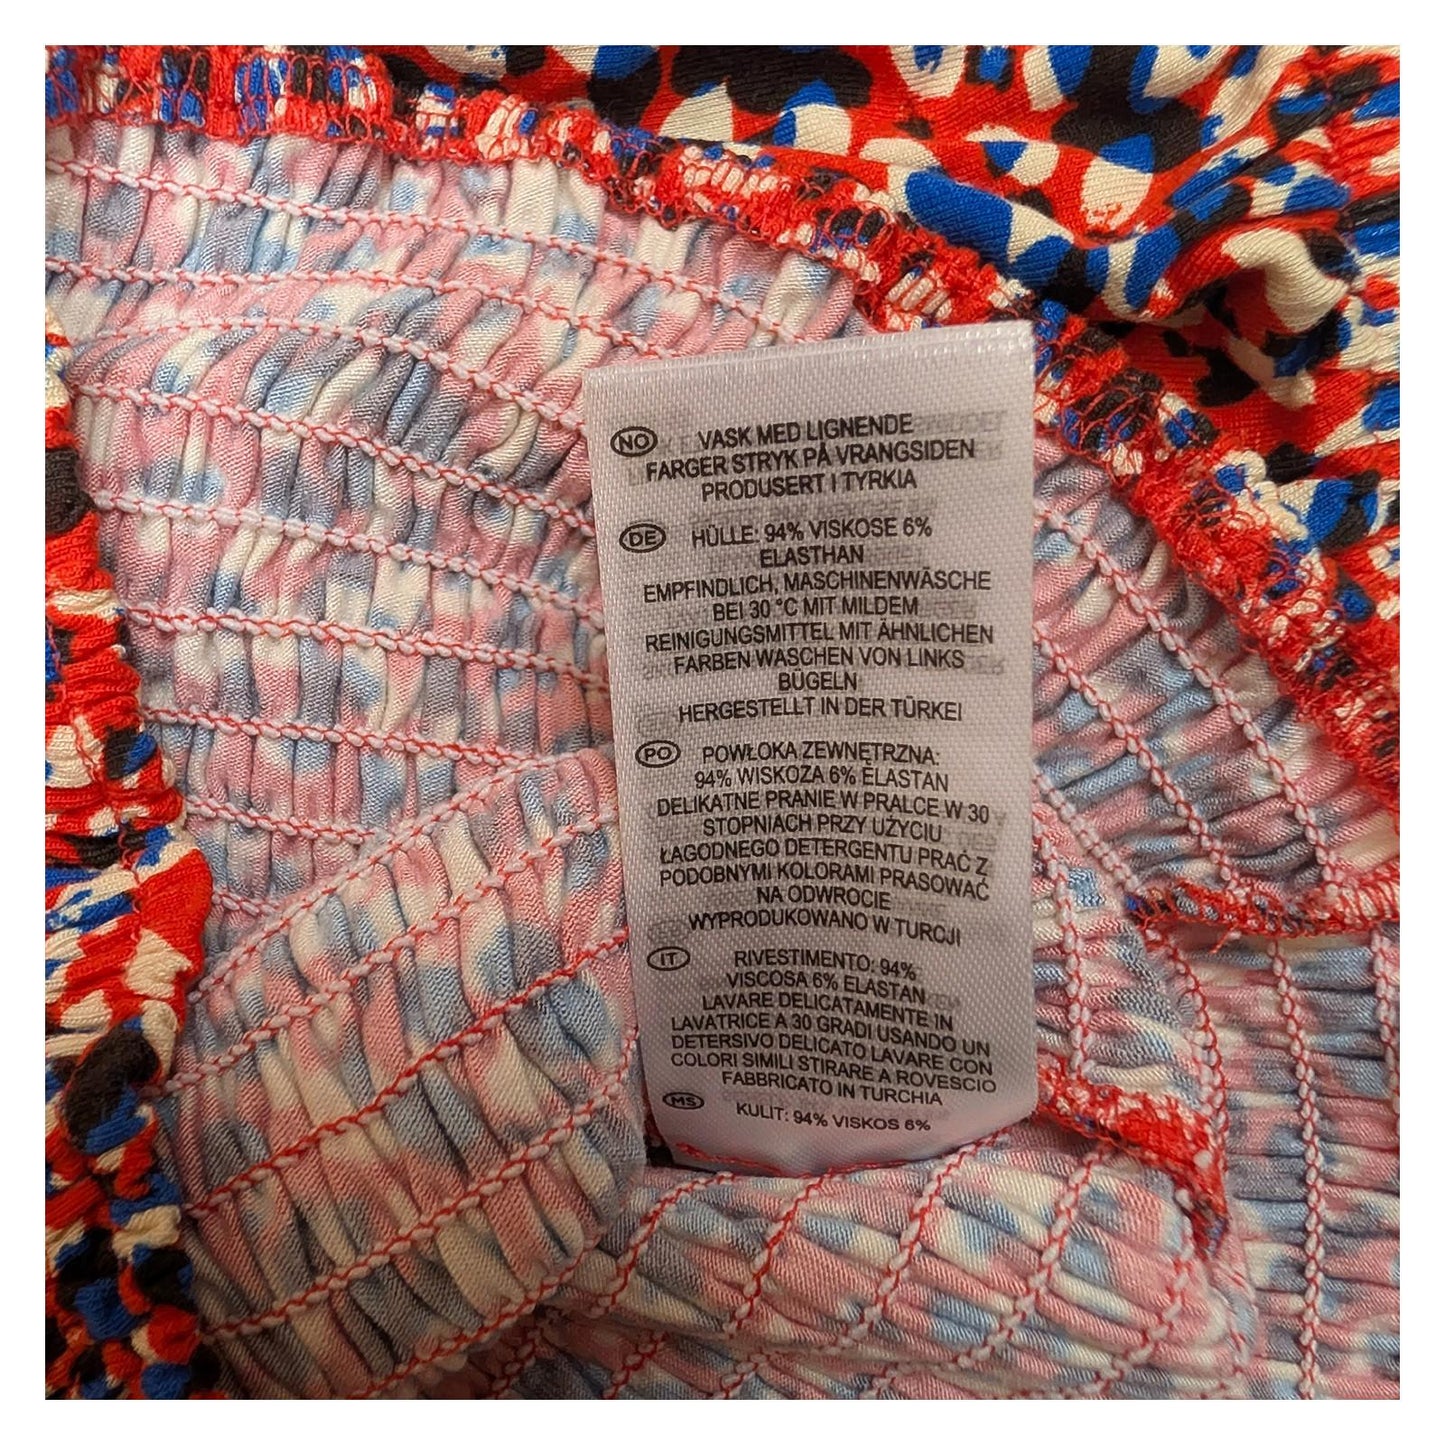 NO VASK MED LIGNENDE
FARGER STRYK PÅ VRANGSIDEN
PRODUSERT I TYRKIA
DE HÜLLE: 94% VISKOSE 6%
ELASTHAN
EMPFINDLICH, MASCHINENWÄSCHE
BEI 30 °C MIT MILDEM
REINIGUNGSMITTEL MIT ÄHNLICHEN
FARBEN WASCHEN VON LINKS
BÜGELN
HERGESTELLT IN DER TÜRKEI
PO POWŁOKA ZEWNĘTRZNA:
94% WISKOZA 6% ELASTAN
DELIKATNE PRANIE W PRALCE W 30
STOPNIACH PRZY UŻYCIU
ŁAGODNEGO DETERGENTU PRAĆ Z
PODOBNYMI KOLORAMI PRASOWAĆ
NA ODWROCIE
WYPRODUKOWANO W TURCJI
IT RIVESTIMENTO: 94%
VISCOSA 6% ELASTAN
LAVARE DELICATAMENTE IN
LAVATRICE A 30 GRADI USANDO UN
DETERSIVO DELICATO LAVARE CON
COLORI SIMILI STIRARE A ROVESCIO
FABBRICATO IN TURCHIA
MS KULIT: 94% VISKOS 6%